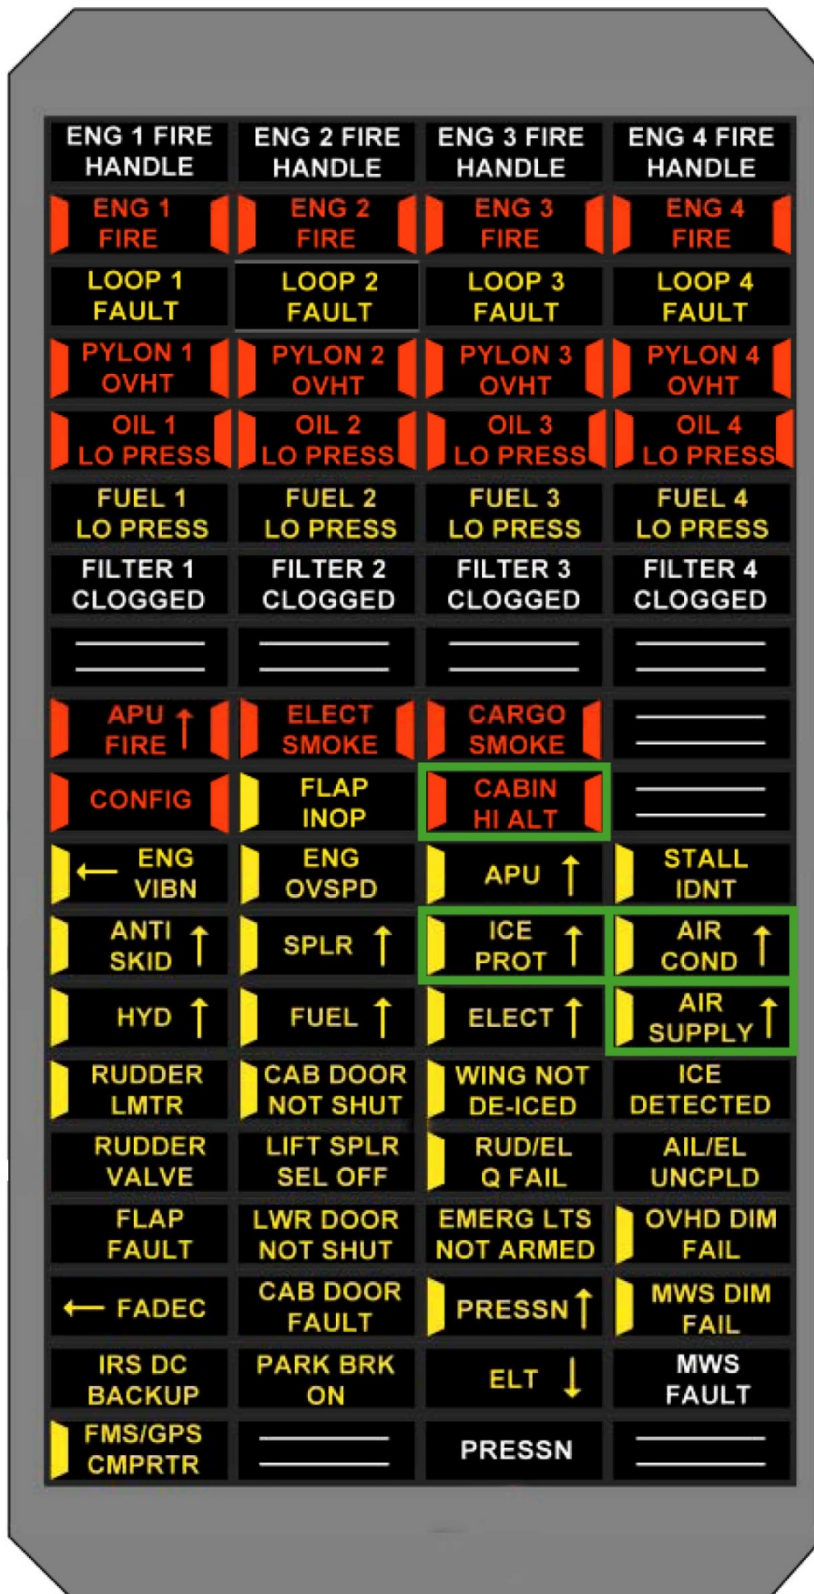 ENG 1 FIRE
HANDLE
ENG 2 FIRE
HANDLE
ENG 3 FIRE
HANDLE
ENG 4 FIRE
HANDLE
ENG 1
FIRE
ENG 2
FIRE
ENG 3
FIRE
ENG 4
FIRE
LOOP 1
FAULT
LOOP 2
FAULT
LOOP 3
FAULT
LOOP 4
FAULT
PYLON 1
OVHT
PYLON 2
OVHT
PYLON 3
OVHT
PYLON 4
OVHT
OIL 1
LO PRESS
OIL 2
LO PRESS
OIL 3
LO PRESS
OIL 4
LO PRESS
FUEL 1
LO PRESS
FUEL 2
LO PRESS
FUEL 3
LO PRESS
FUEL 4
LO PRESS
FILTER 1
CLOGGED
FILTER 2
CLOGGED
FILTER 3
CLOGGED
FILTER 4
CLOGGED
APU ↑
FIRE
ELECT
SMOKE
CARGO
SMOKE
CONFIG
FLAP
INOP
CABIN
HI ALT
← ENG
VIBN
ENG
OVSPD
APU ↑
STALL
IDNT
ANTI ↑
SKID
SPLR ↑
ICE ↑
PROT
AIR ↑
COND
HYD ↑
FUEL ↑
ELECT ↑
AIR ↑
SUPPLY
RUDDER
LMTR
CAB DOOR
NOT SHUT
WING NOT
DE-ICED
ICE
DETECTED
RUDDER
VALVE
LIFT SPLR
SEL OFF
RUD/EL
Q FAIL
AIL/EL
UNCPLD
FLAP
FAULT
LWR DOOR
NOT SHUT
EMERG LTS
NOT ARMED
OVHD DIM
FAIL
← FADEC
CAB DOOR
FAULT
PRESSN ↑
MWS DIM
FAIL
IRS DC
BACKUP
PARK BRK
ON
ELT ↓
MWS
FAULT
FMS/GPS
CMPRTR
PRESSN